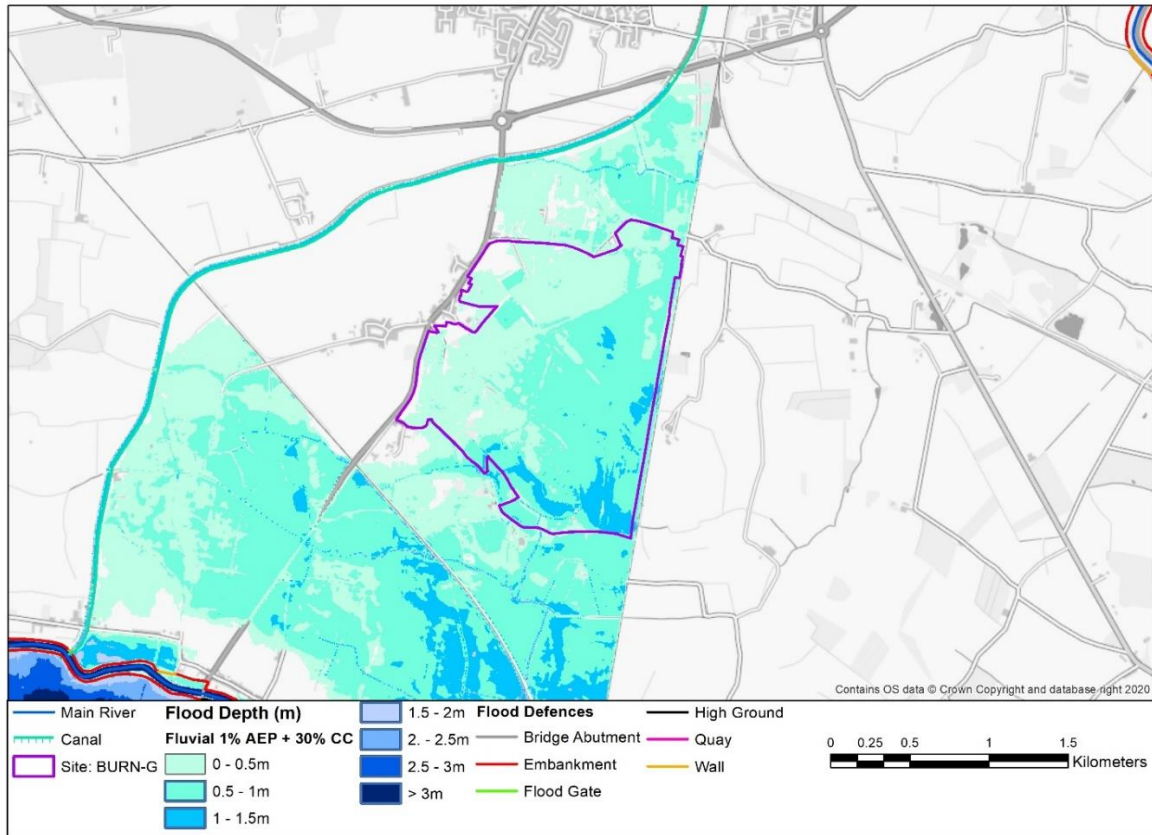 Contains OS data © Crown Copyright and database right 2020
Main River
Canal
Site: BURN-G
Flood Depth (m)
Fluvial 1% AEP + 30% CC
0 - 0.5m
0.5 - 1m
1 - 1.5m
1.5 - 2m
2. - 2.5m
2.5 - 3m
> 3m
Flood Defences
Bridge Abutment
Embankment
Flood Gate
High Ground
Quay
Wall
0 0.25 0.5 1 1.5
Kilometers